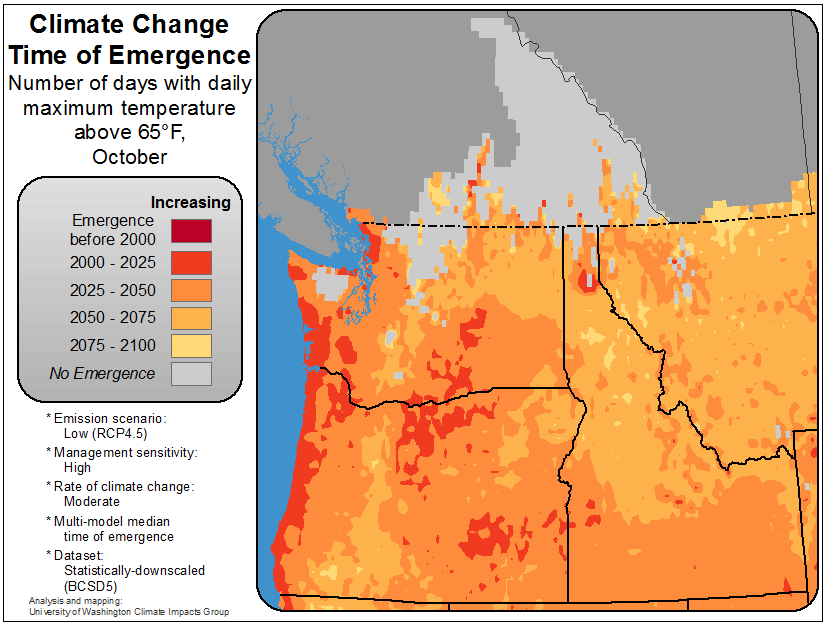 Climate Change
Time of Emergence
Number of days with daily
maximum temperature
above 65°F,
October
Increasing
Emergence
before 2000
2000 - 2025
2025 - 2050
2050 - 2075
2075 - 2100
No Emergence
* Emission scenario:
Low (RCP4.5)
* Management sensitivity:
High
* Rate of climate change:
Moderate
* Multi-model median
time of emergence
* Dataset:
Statistically-downscaled
(BCSD5)
Analysis and mapping:
University of Washington Climate Impacts Group